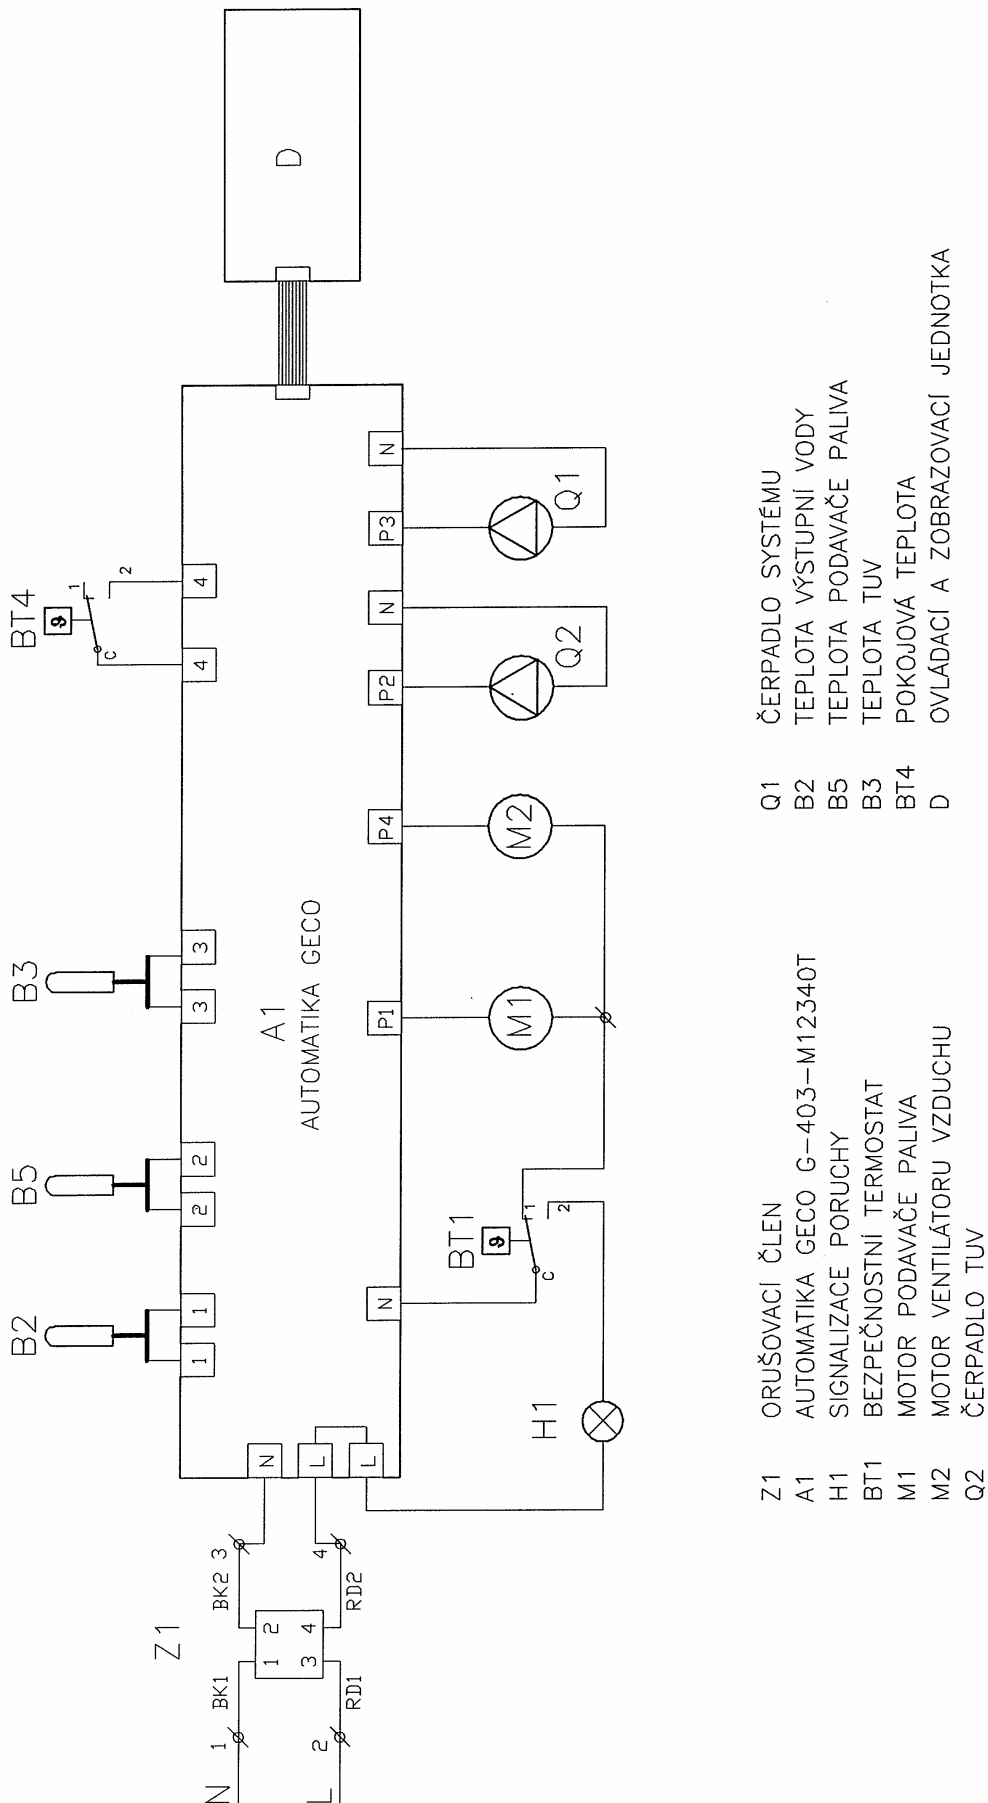 D
BT4
ϑ
1
2
C
4
4
B3
3
3
B5
2
2
B2
1
1
A1
AUTOMATIKA GECO
N
L
L
N
P1
P4
P2
N
P3
N
Q1
Q2
M2
M1
BT1
ϑ
1
2
C
H1
Z1
BK2
3
RD2
4
1
2
3
4
BK1
1
RD1
2
N
L
Z1 ORUŠOVACÍ ČLEN
A1 AUTOMATIKA GECO G-403-M12340T
H1 SIGNALIZACE PORUCHY
BT1 BEZPEČNOSTNÍ TERMOSTAT
M1 MOTOR PODAVAČE PALIVA
M2 MOTOR VENTILÁTORU VZDUCHU
Q2 ČERPADLO TUV
Q1 ČERPADLO SYSTÉMU
B2 TEPLOTA VÝSTUPNÍ VODY
B5 TEPLOTA PODAVAČE PALIVA
B3 TEPLOTA TUV
BT4 POKOJOVÁ TEPLOTA
D OVLÁDACÍ A ZOBRAZOVACÍ JEDNOTKA